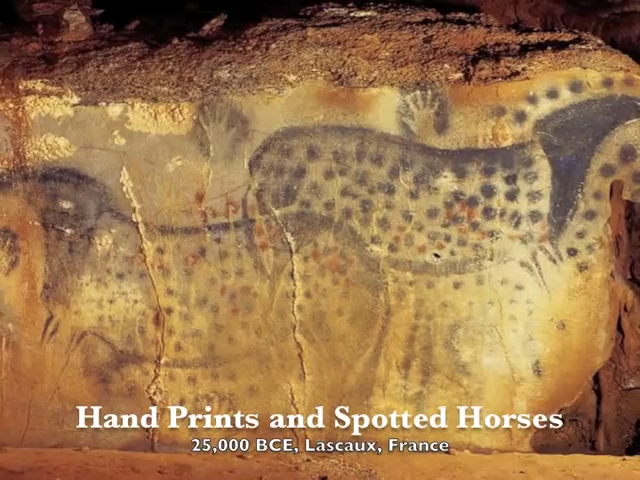 Hand Prints and Spotted Horses
25,000 BCE, Lascaux, France